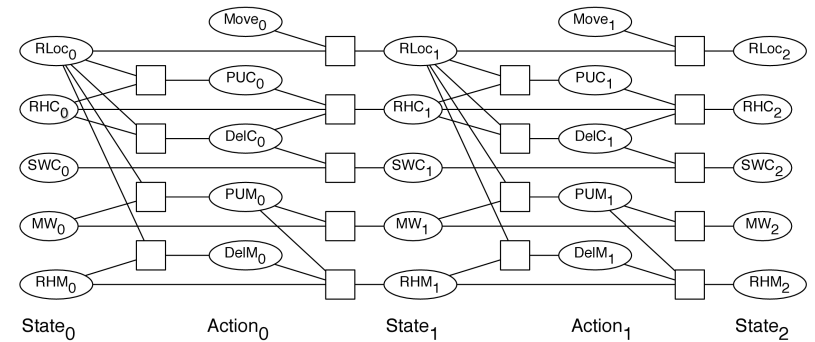 Move₀ Move₁
RLoc₀ RLoc₁ RLoc₂
PUC₀ PUC₁
RHC₀ RHC₁ RHC₂
DelC₀ DelC₁
SWC₀ SWC₁ SWC₂
PUM₀ PUM₁
MW₀ MW₁ MW₂
DelM₀ DelM₁
RHM₀ RHM₁ RHM₂
State₀ Action₀ State₁ Action₁ State₂